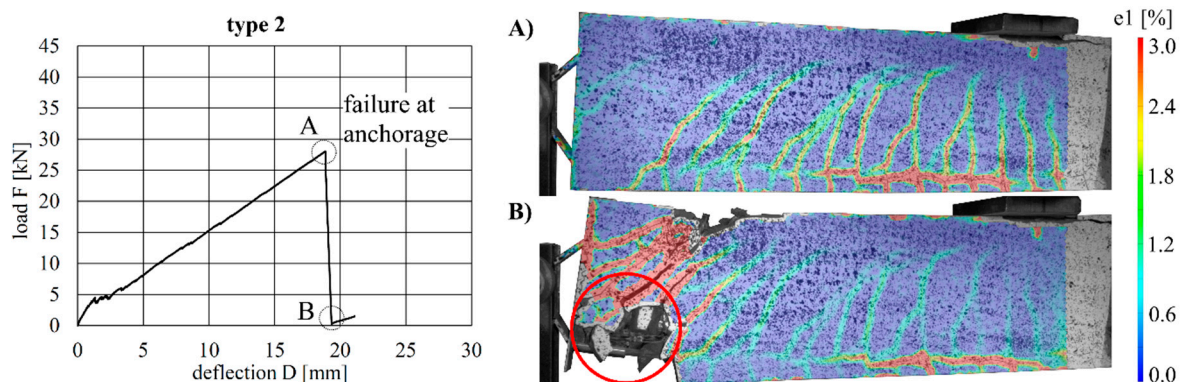 type 2
45
40
35
30
25
20
15
10
5
0
load F [kN]
A
failure at
anchorage
B
0 5 10 15 20 25 30
deflection D [mm]
A)
B)
e1 [%]
3.0
2.4
1.8
1.2
0.6
0.0